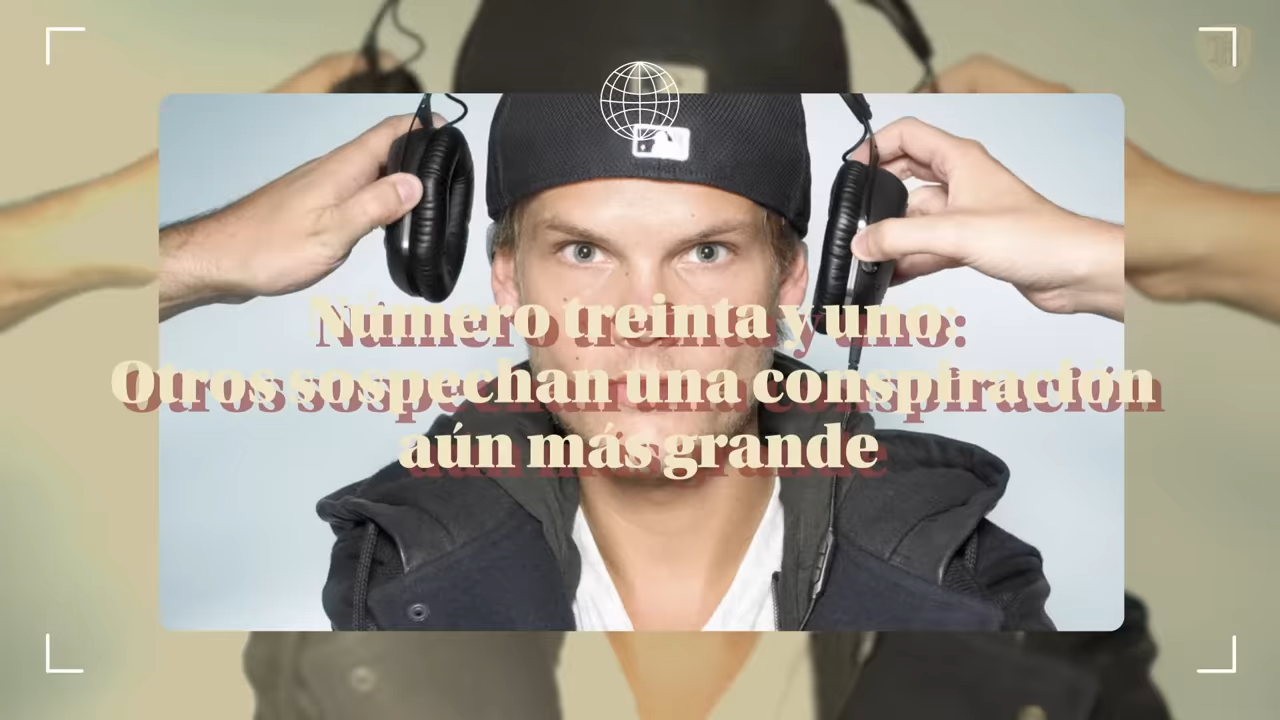 Número treinta y uno:
Otros sospechan una conspiración
aún más grande